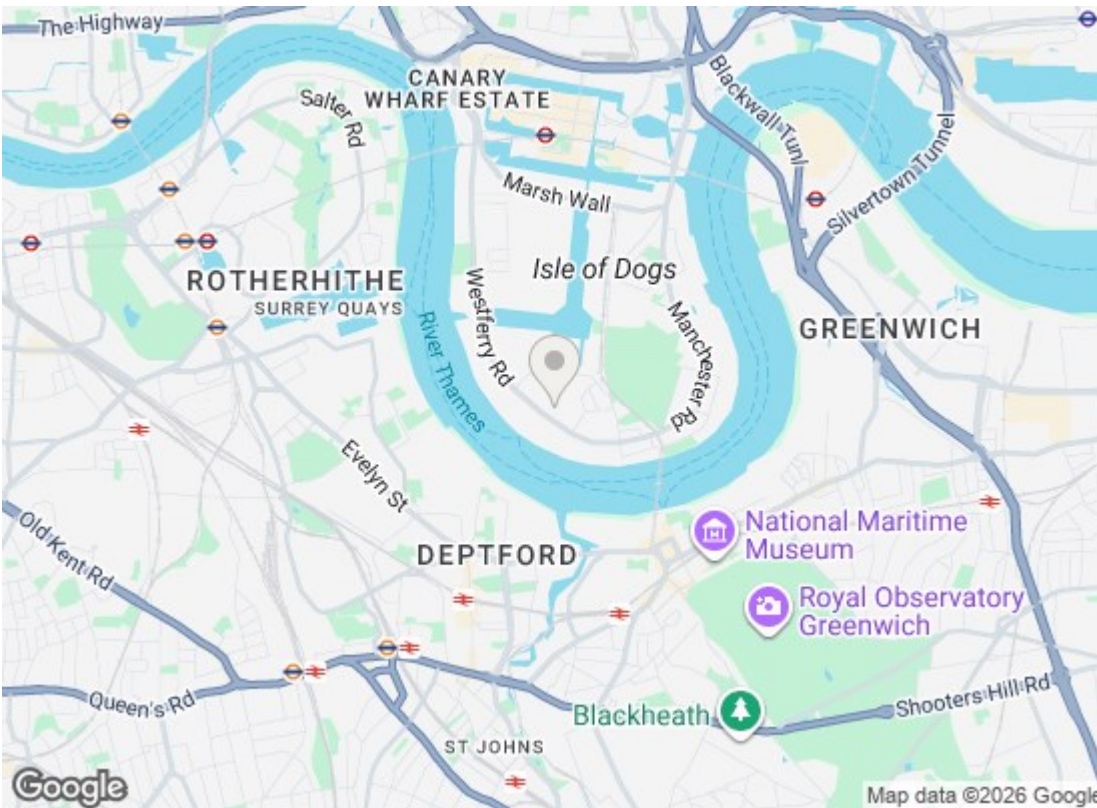 The Highway
CANARY
WHARF ESTATE
Salter Rd
Blackwall Tunl
Silvertown Tunnel
Marsh Wall
Isle of Dogs
ROTHERHITHE
SURREY QUAYS
Westferry Rd
River Thames
Manchester Rd
GREENWICH
Evelyn St
Old Kent Rd
DEPTFORD
National Maritime
Museum
Royal Observatory
Greenwich
Queen's Rd
Shooters Hill Rd
Blackheath
ST JOHNS
Google
Map data ©2026 Google